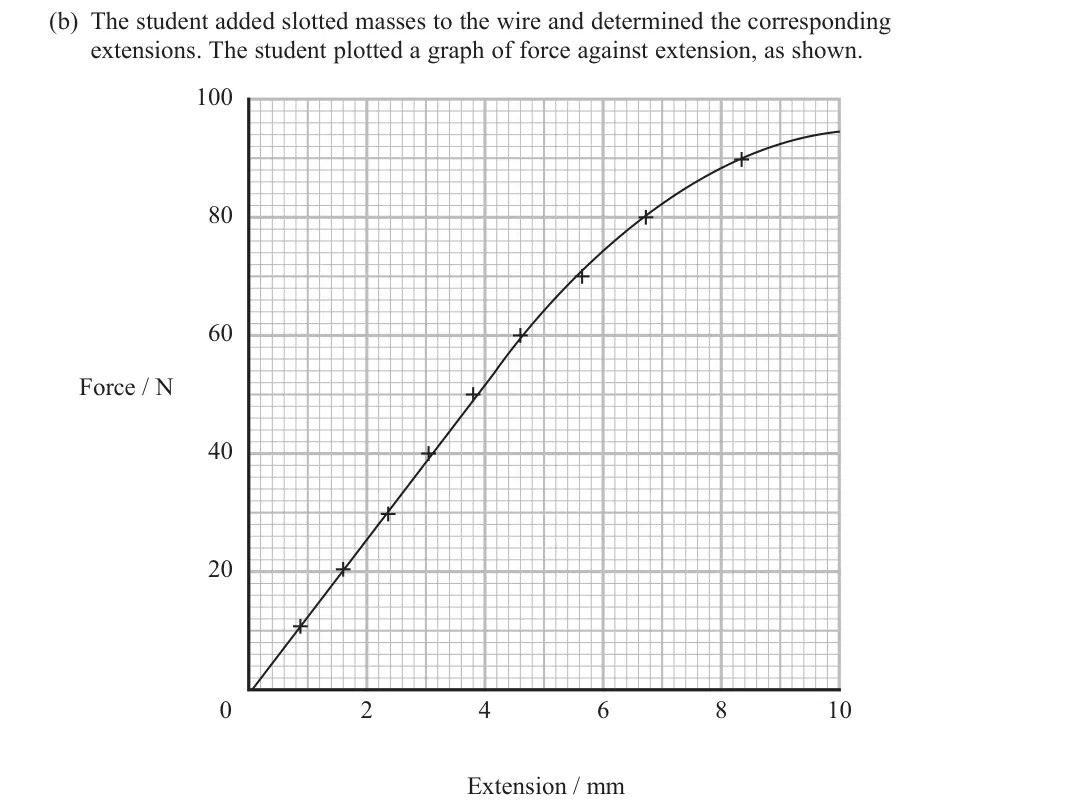 (b) The student added slotted masses to the wire and determined the corresponding
extensions. The student plotted a graph of force against extension, as shown.
100
80
60
Force / N
40
20
0 2 4 6 8 10
Extension / mm